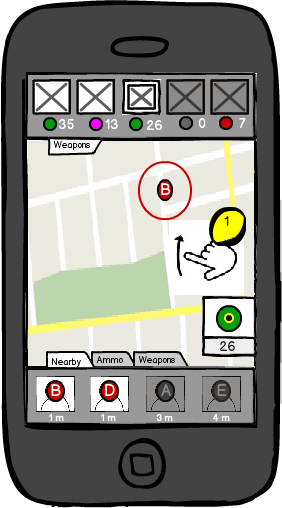 35 13 26 0 7
Weapons
B
1
26
Nearby Ammo Weapons
B D A E
1 m 1 m 3 m 4 m